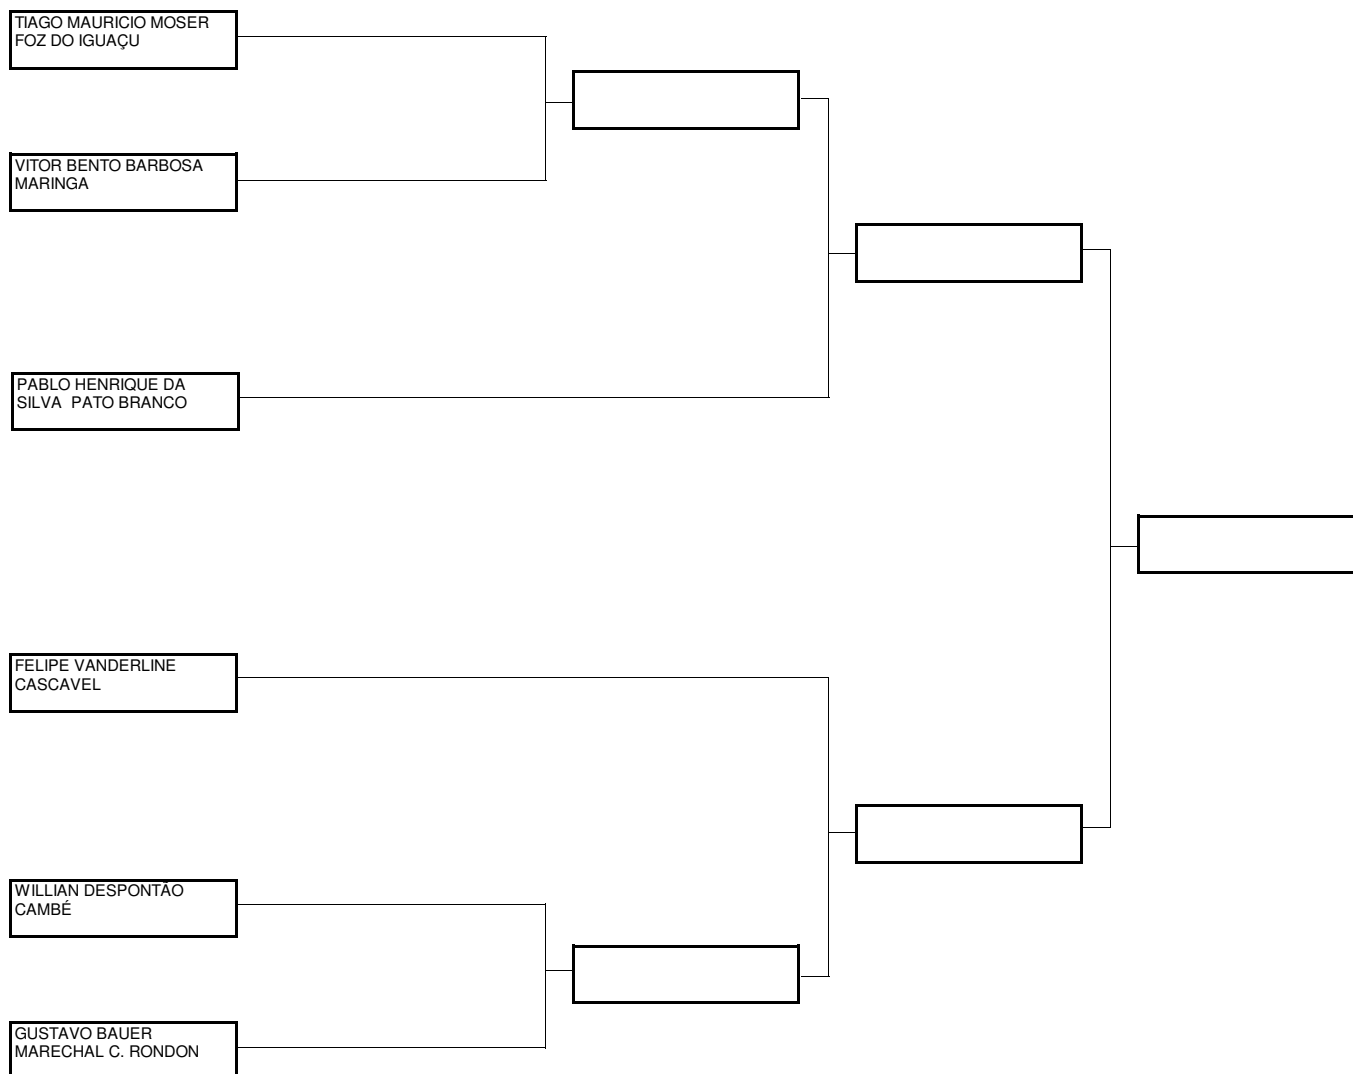 TIAGO MAURICIO MOSER
FOZ DO IGUAÇU
VITOR BENTO BARBOSA
MARINGA
PABLO HENRIQUE DA
SILVA  PATO BRANCO
FELIPE VANDERLINE
CASCAVEL
WILLIAN DESPONTÃO
CAMBÉ
GUSTAVO BAUER
MARECHAL C. RONDON